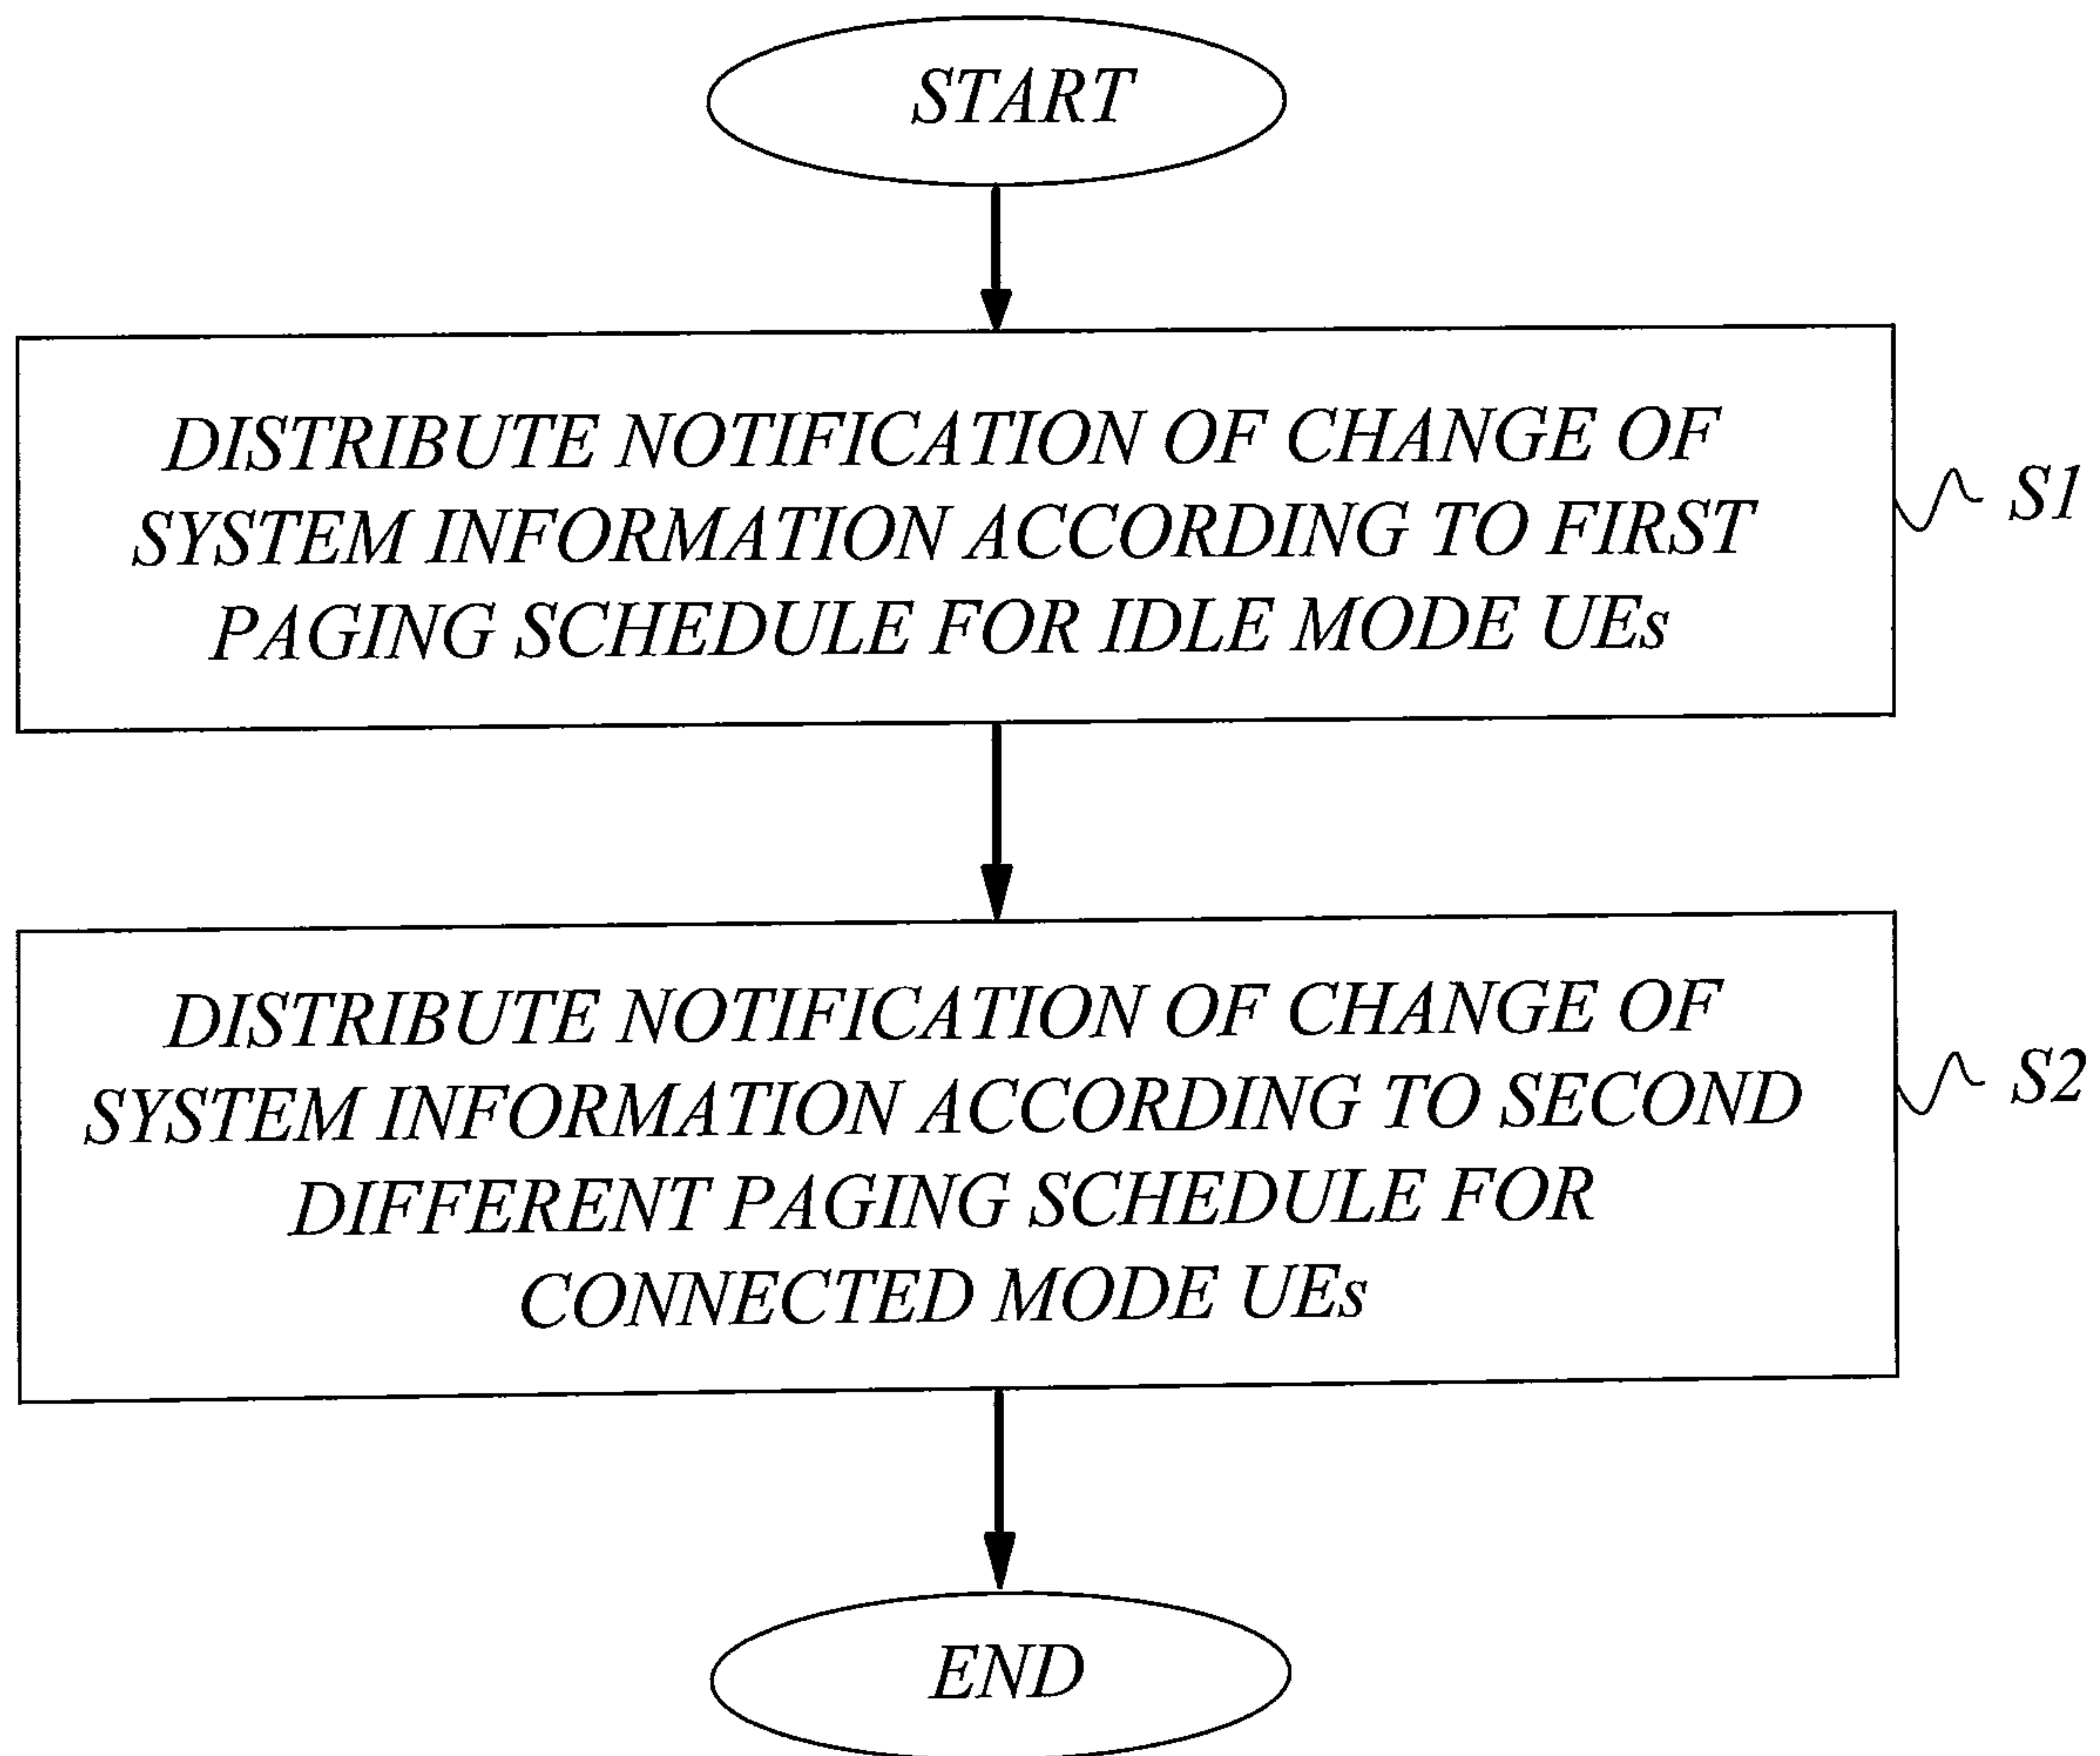 START
DISTRIBUTE NOTIFICATION OF CHANGE OF
SYSTEM INFORMATION ACCORDING TO FIRST
PAGING SCHEDULE FOR IDLE MODE UEs
S1
DISTRIBUTE NOTIFICATION OF CHANGE OF
SYSTEM INFORMATION ACCORDING TO SECOND
DIFFERENT PAGING SCHEDULE FOR
CONNECTED MODE UEs
S2
END